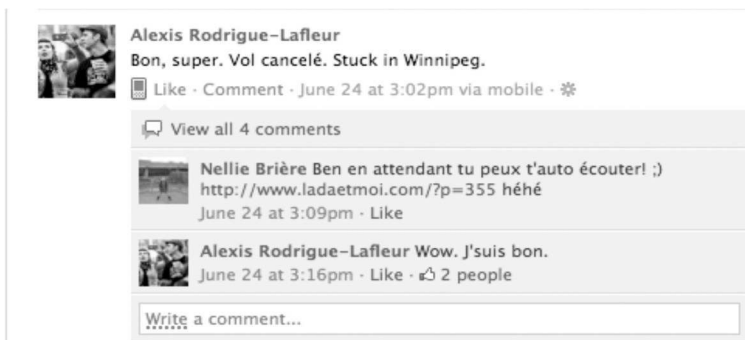 Alexis Rodrigue-Lafleur
Bon, super. Vol cancelé. Stuck in Winnipeg.
Like · Comment · June 24 at 3:02pm via mobile ·
View all 4 comments
Nellie Brière Ben en attendant tu peux t'auto écouter! ;)
http://www.ladaetmoi.com/?p=355 héhé
June 24 at 3:09pm · Like
Alexis Rodrigue-Lafleur Wow. J'suis bon.
June 24 at 3:16pm · Like · 2 people
Write a comment...